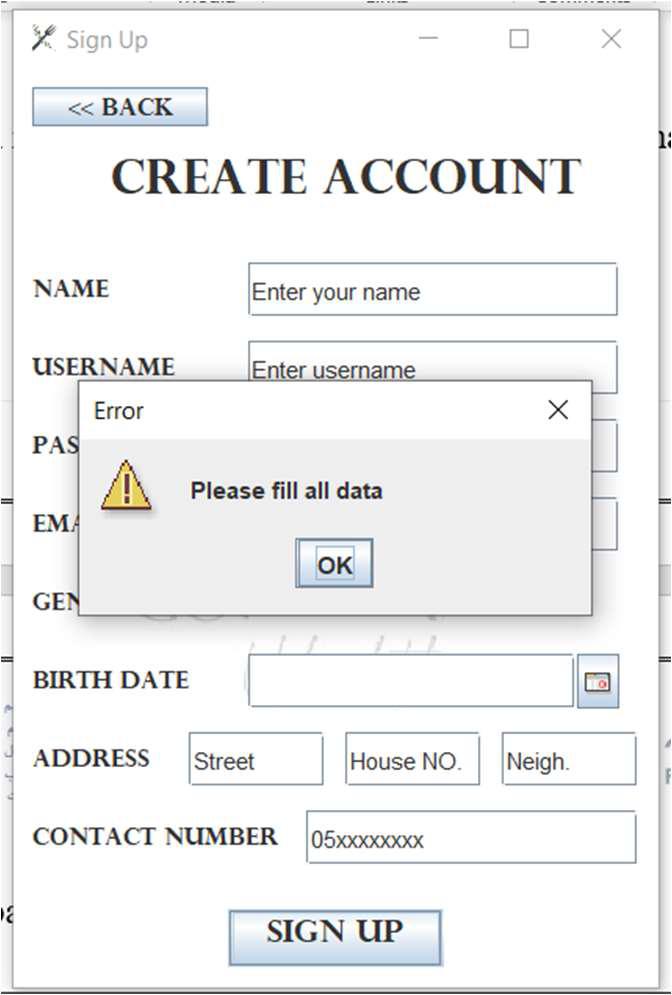 Sign Up
<< BACK
CREATE ACCOUNT
NAME
Enter your name
USERNAME
Enter username
Error
PAS
Please fill all data
EMA
OK
GEN
BIRTH DATE
ADDRESS
Street
House NO.
Neigh.
CONTACT NUMBER
05xxxxxxxx
SIGN UP